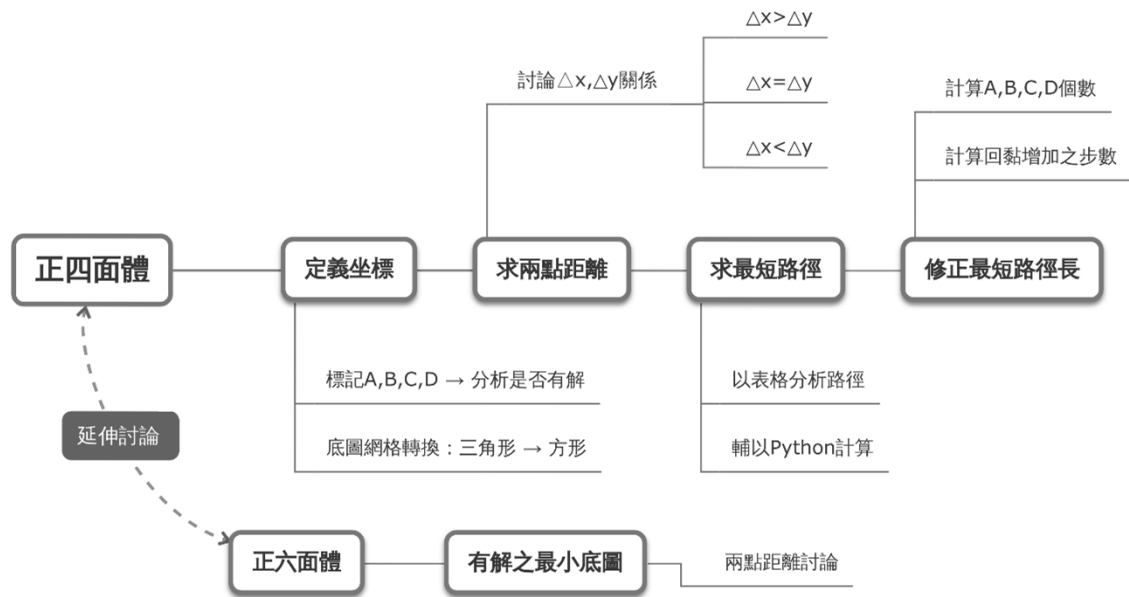 △x>△y
討論△x,△y關係
△x=△y
△x<△y
計算A,B,C,D個數
計算回黏增加之步數
正四面體
定義坐標
求兩點距離
求最短路徑
修正最短路徑長
標記A,B,C,D → 分析是否有解
底圖網格轉換：三角形 → 方形
以表格分析路徑
輔以Python計算
延伸討論
正六面體
有解之最小底圖
兩點距離討論